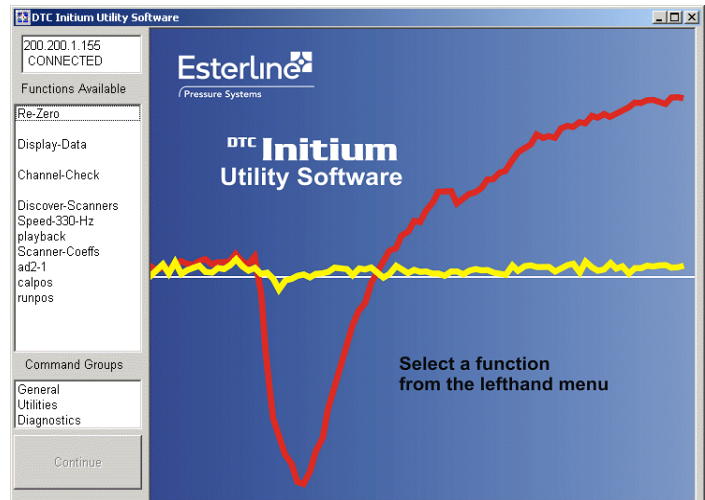 DTC Initium Utility Software
200.200.1.155
CONNECTED
Functions Available
Re-Zero
Display-Data
Channel-Check
Discover-Scanners
Speed-330-Hz
playback
Scanner-Coeffs
ad2-1
calpos
runpos
Command Groups
General
Utilities
Diagnostics
Continue
Esterline
Pressure Systems
DTC Initium
Utility Software
Select a function
from the lefthand menu